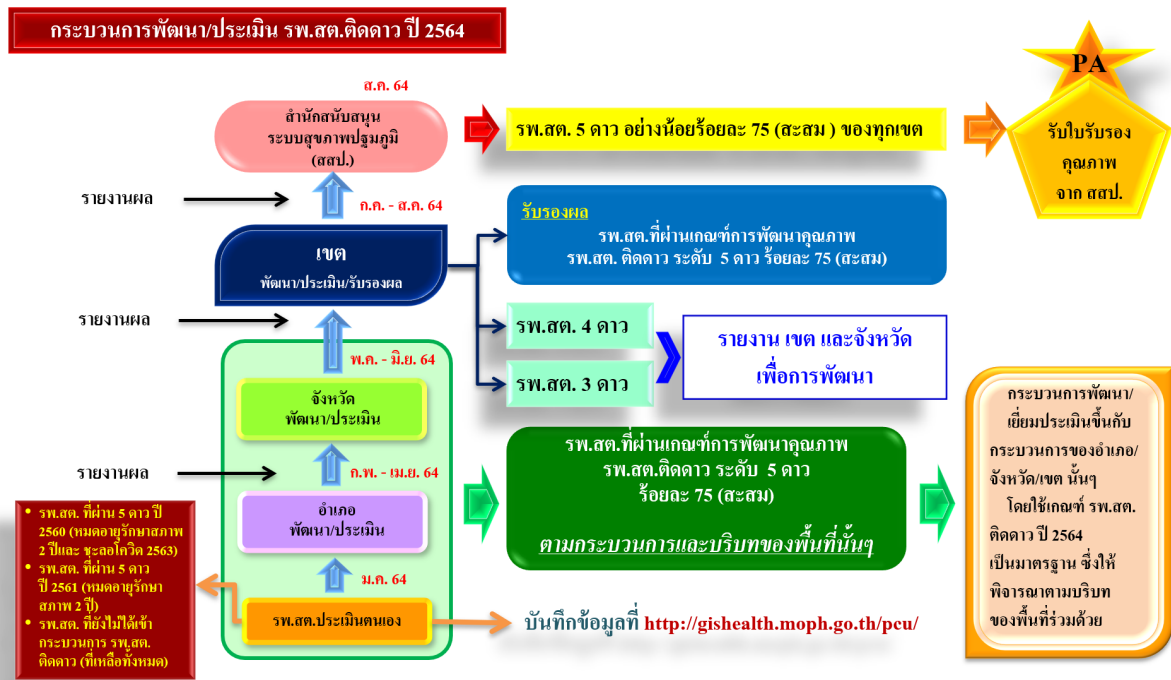 กระบวนการพัฒนา/ประเมิน รพ.สต.ติดดาว ปี 2564
PA
รับใบรับรอง
คุณภาพ
จาก สสป.
ส.ค. 64
สำนักสนับสนุน
ระบบสุขภาพปฐมภูมิ
(สสป.)
รพ.สต. 5 ดาว อย่างน้อยร้อยละ 75 (สะสม ) ของทุกเขต
รายงานผล
ก.ค. - ส.ค. 64
เขต
พัฒนา/ประเมิน/รับรองผล
รับรองผล
รพ.สต.ที่ผ่านเกณฑ์การพัฒนาคุณภาพ
รพ.สต. ติดดาว ระดับ 5 ดาว ร้อยละ 75 (สะสม)
รายงานผล
รพ.สต. 4 ดาว
รพ.สต. 3 ดาว
รายงาน เขต และจังหวัด
เพื่อการพัฒนา
พ.ค. - มิ.ย. 64
จังหวัด
พัฒนา/ประเมิน
รายงานผล
ก.พ. - เม.ย. 64
อำเภอ
พัฒนา/ประเมิน
ม.ค. 64
รพ.สต.ประเมินตนเอง
รพ.สต.ที่ผ่านเกณฑ์การพัฒนาคุณภาพ
รพ.สต.ติดดาว ระดับ 5 ดาว
ร้อยละ 75 (สะสม)
ตามกระบวนการและบริบทของพื้นที่นั้นๆ
กระบวนการพัฒนา/
เยี่ยมประเมินขึ้นกับ
กระบวนการของอำเภอ/
จังหวัด/เขต นั้นๆ
โดยใช้เกณฑ์ รพ.สต.
ติดดาว ปี 2564
เป็นมาตรฐาน ซึ่งให้
พิจารณาตามบริบท
ของพื้นที่ร่วมด้วย
• รพ.สต. ที่ผ่าน 5 ดาว ปี
2560 (หมดอายุรักษาสภาพ
2 ปีและ ชะลอโควิด 2563)
• รพ.สต. ที่ผ่าน 5 ดาว
ปี 2561 (หมดอายุรักษา
สภาพ 2 ปี)
• รพ.สต. ที่ยังไม่ได้เข้า
กระบวนการ รพ.สต.
ติดดาว (ที่เหลือทั้งหมด)
บันทึกข้อมูลที่ http://gishealth.moph.go.th/pcu/